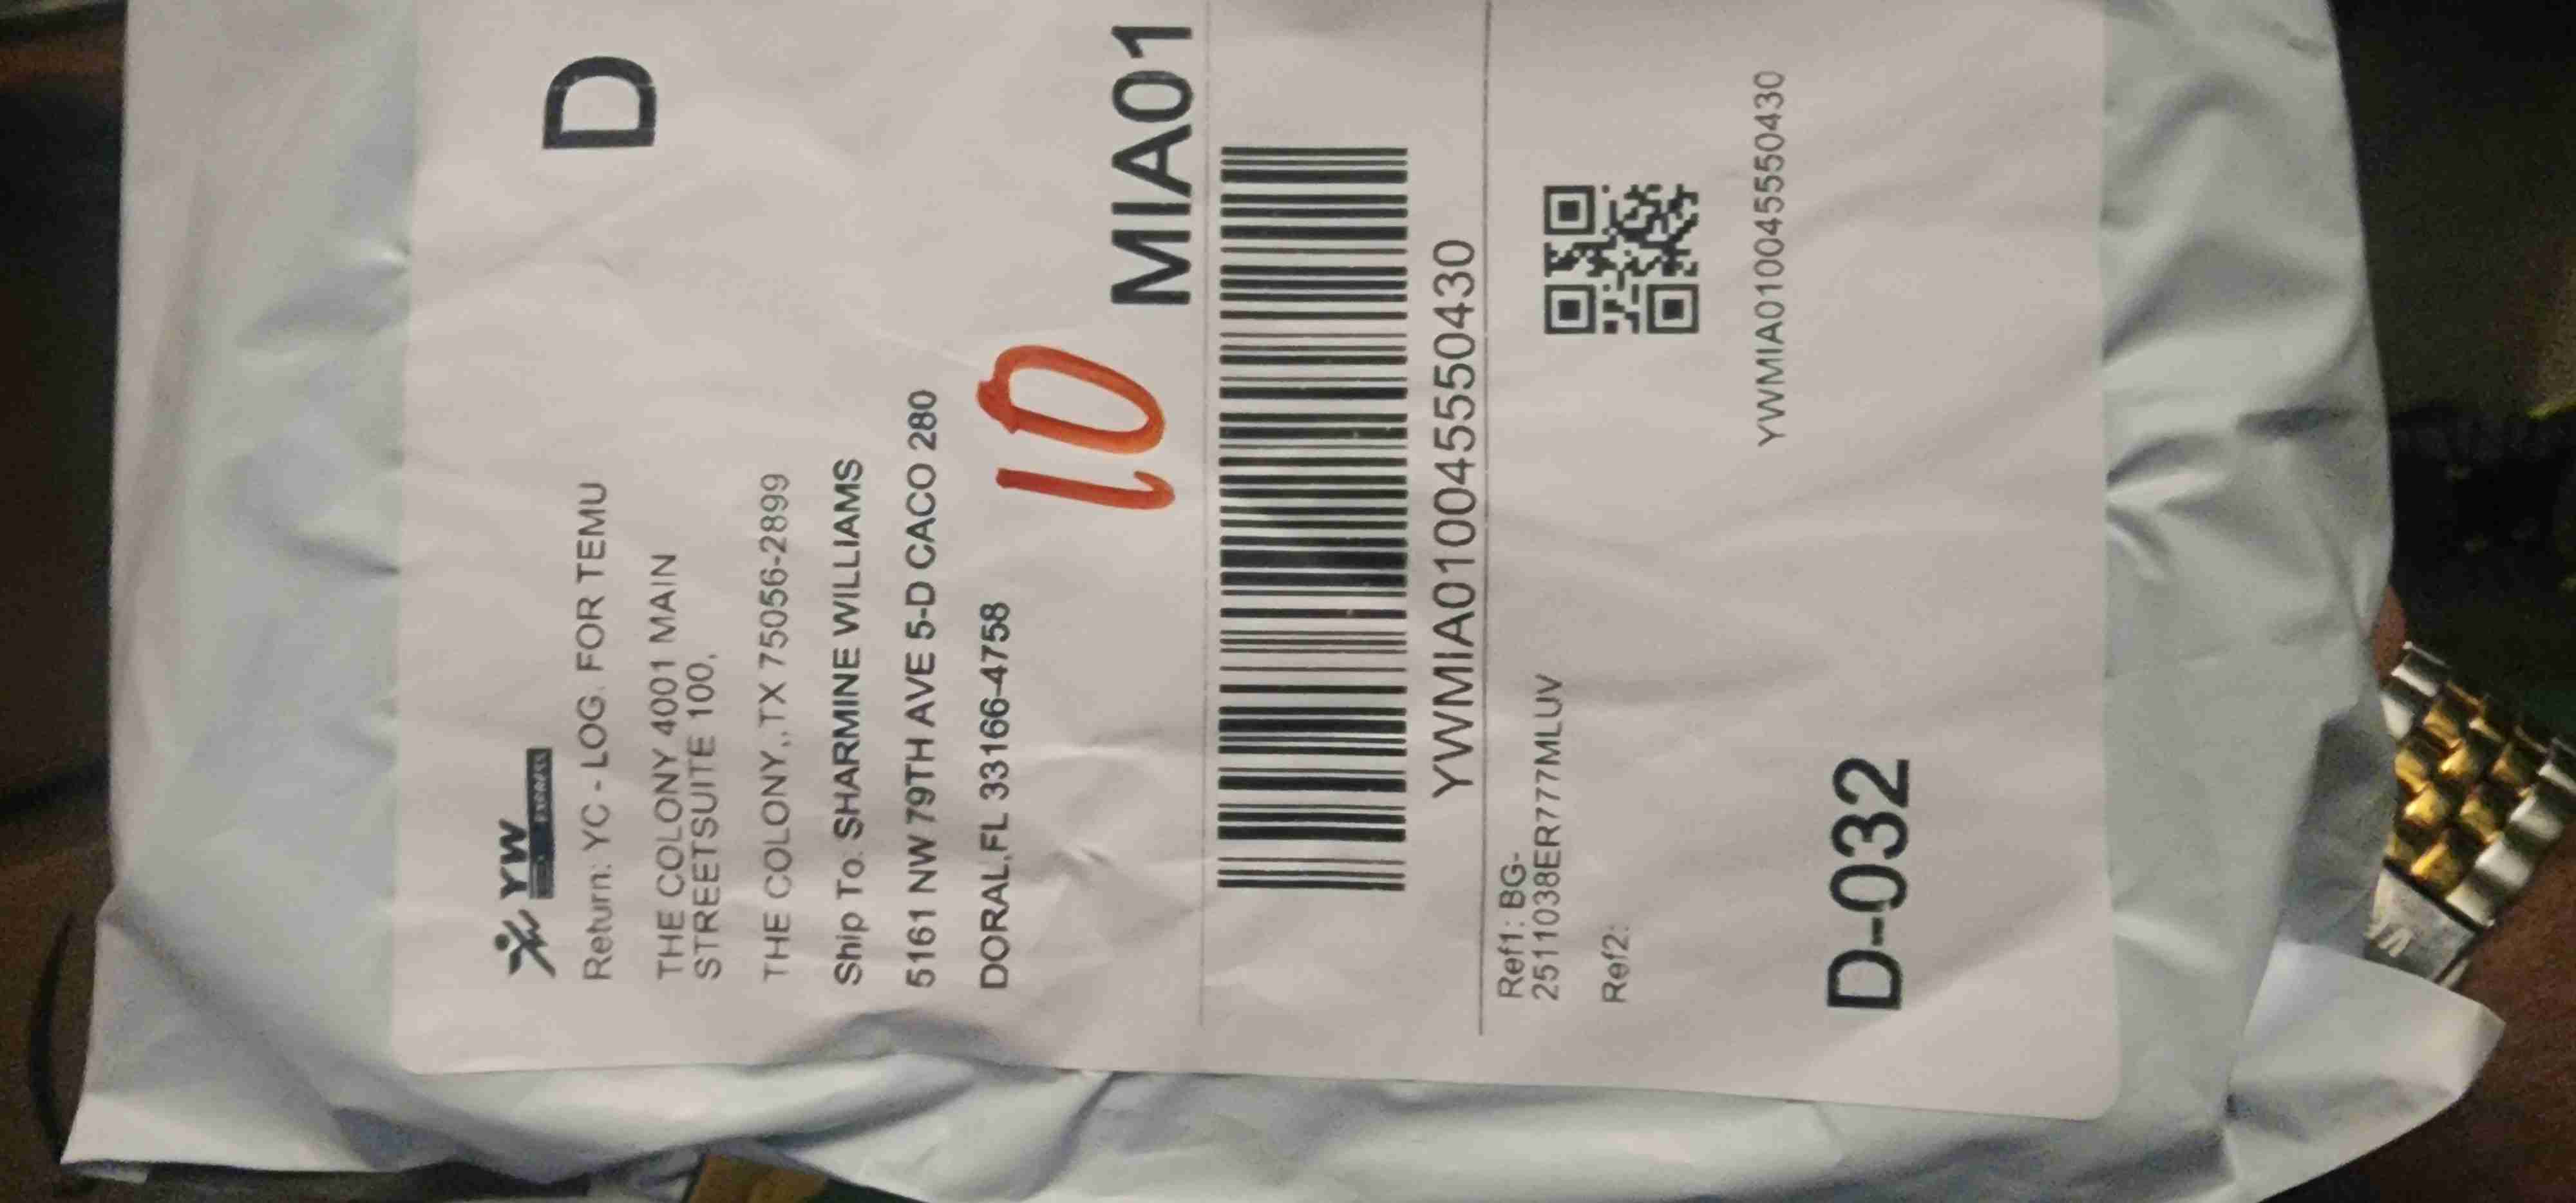 D
YW
EXPRESS
Return: YC - LOG. FOR TEMU
THE COLONY 4001 MAIN
STREETSUITE 100,
THE COLONY,,TX 75056-2899
Ship To: SHARMINE WILLIAMS
5161 NW 79TH AVE 5-D CACO 280
DORAL,FL 33166-4758
10
MIA01
YWMIA010045550430
Ref1: BG-
2511038ER777MLUV
Ref2:
YWMIA010045550430
D-032